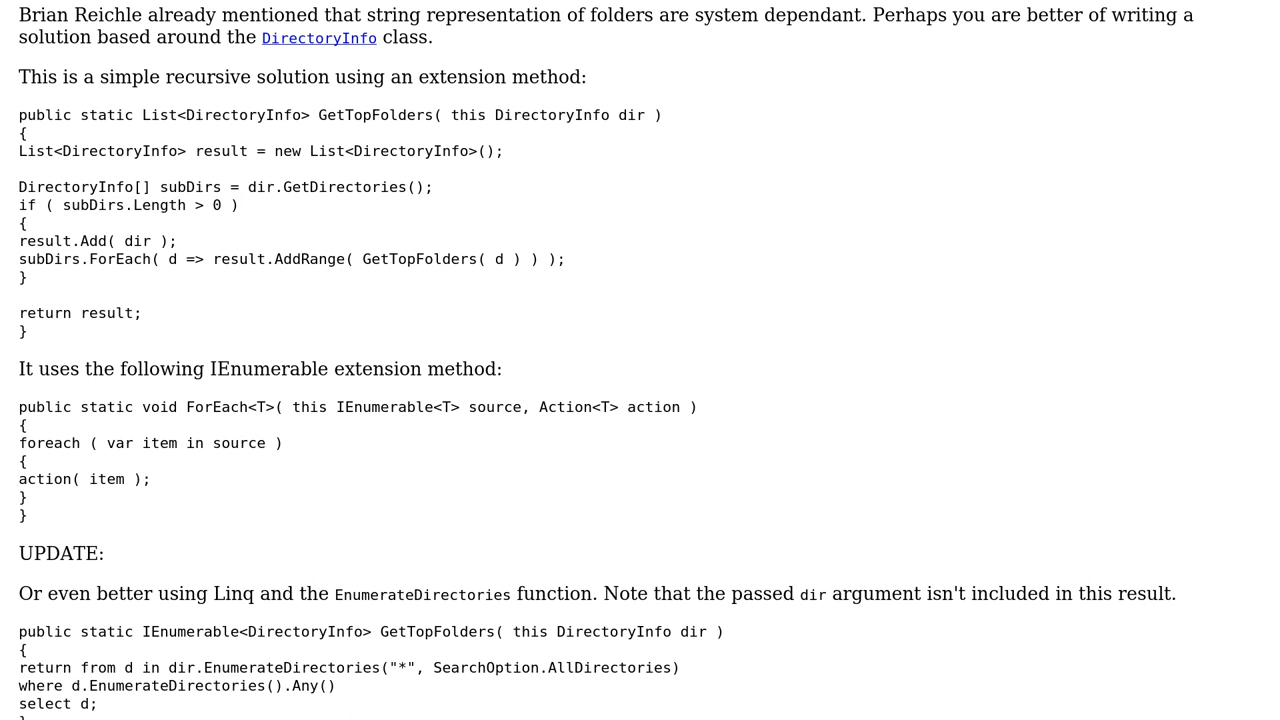 Brian Reichle already mentioned that string representation of folders are system dependant. Perhaps you are better of writing a
solution based around the DirectoryInfo class.
This is a simple recursive solution using an extension method:
public static List<DirectoryInfo> GetTopFolders( this DirectoryInfo dir )
{
List<DirectoryInfo> result = new List<DirectoryInfo>();
DirectoryInfo[] subDirs = dir.GetDirectories();
if ( subDirs.Length > 0 )
{
result.Add( dir );
subDirs.ForEach( d => result.AddRange( GetTopFolders( d ) ) );
}
return result;
}
It uses the following IEnumerable extension method:
public static void ForEach<T>( this IEnumerable<T> source, Action<T> action )
{
foreach ( var item in source )
{
action( item );
}
}
UPDATE:
Or even better using Linq and the EnumerateDirectories function. Note that the passed dir argument isn't included in this result.
public static IEnumerable<DirectoryInfo> GetTopFolders( this DirectoryInfo dir )
{
return from d in dir.EnumerateDirectories("*", SearchOption.AllDirectories)
where d.EnumerateDirectories().Any()
select d;
}